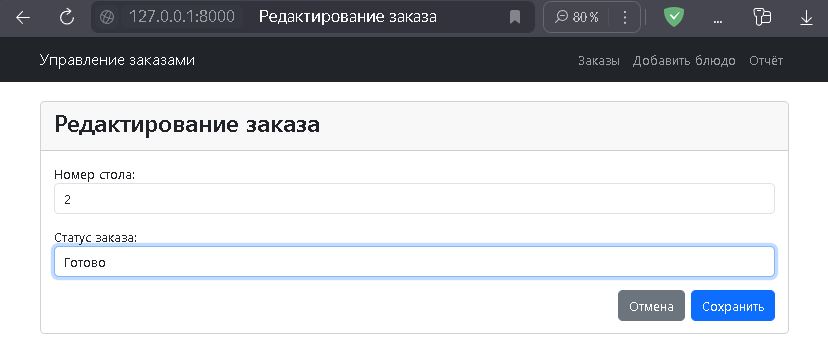 127.0.0.1:8000 Редактирование заказа 80 % ...
Управление заказами Заказы Добавить блюдо Отчёт
Редактирование заказа
Номер стола:
2
Статус заказа:
Готово
Отмена Сохранить